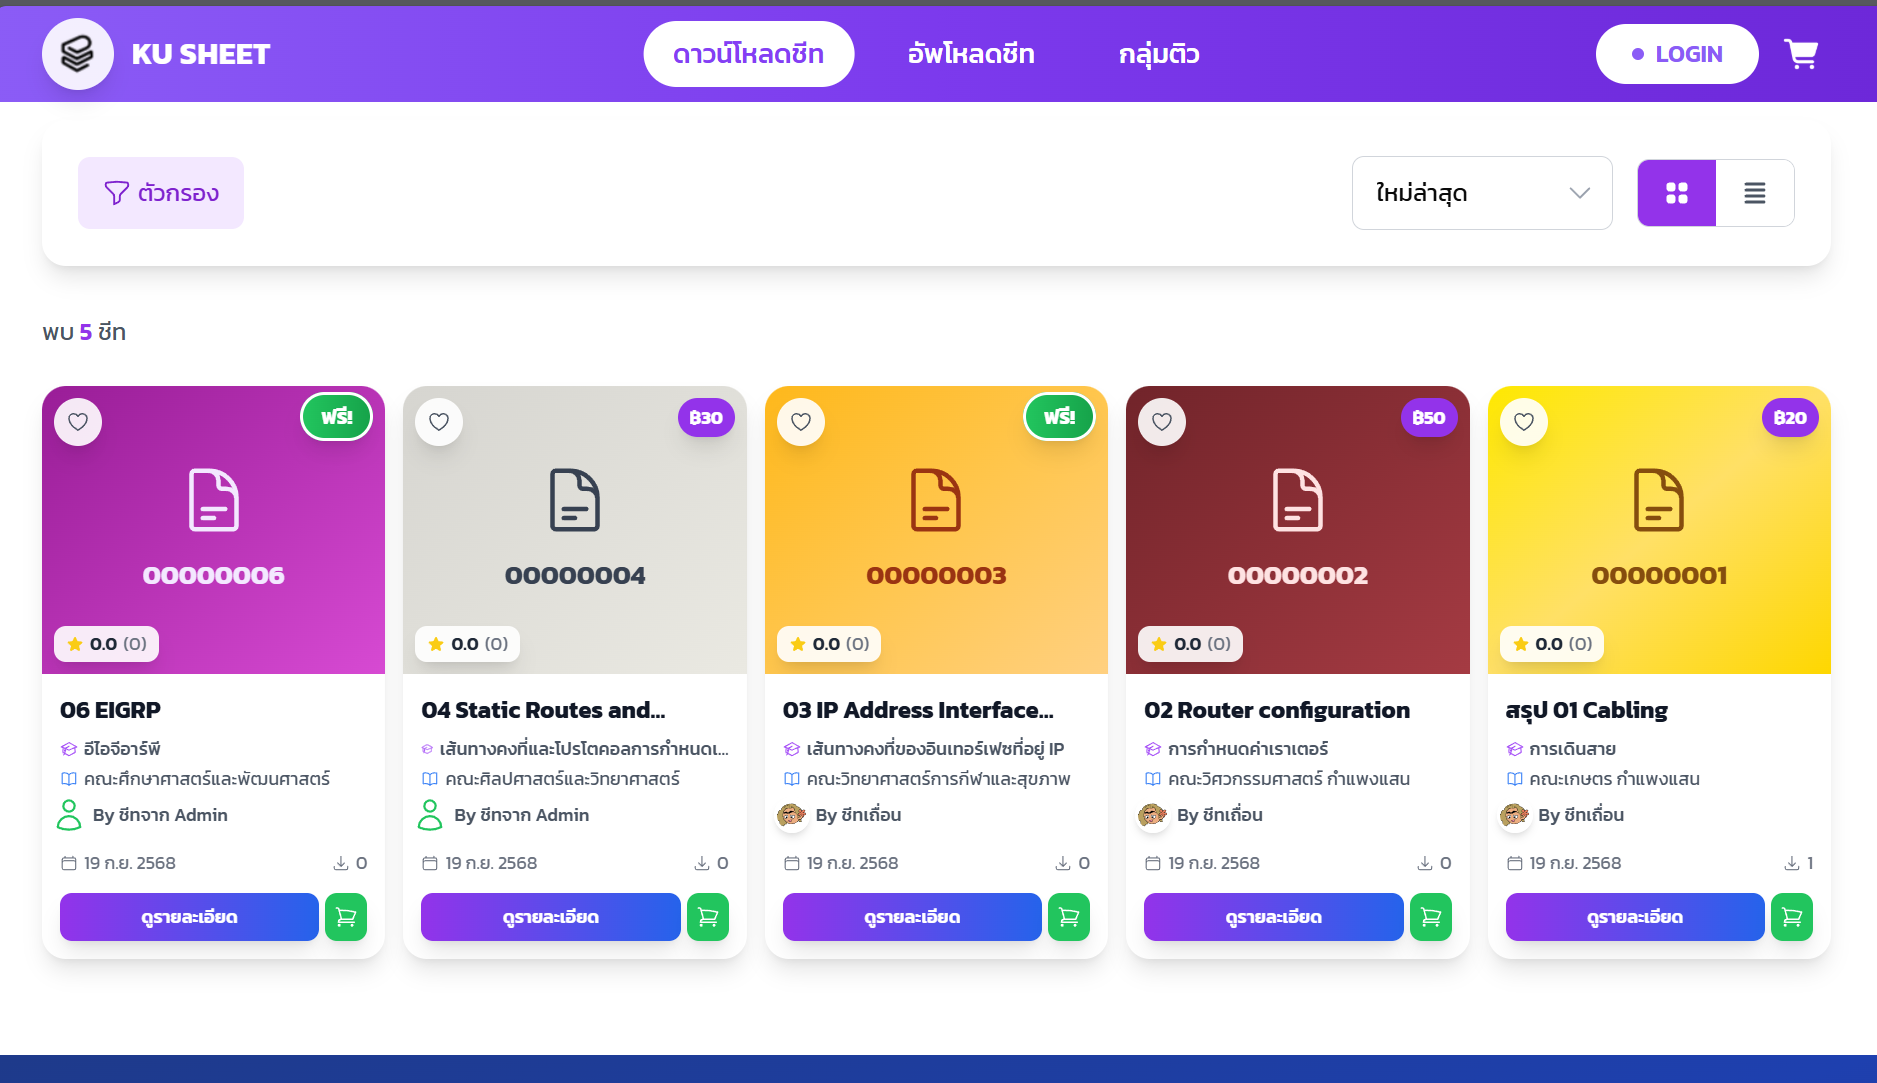 KU SHEET
ดาวน์โหลดชีท
อัพโหลดชีท
กลุ่มติว
LOGIN
ตัวกรอง
ใหม่ล่าสุด
พบ 5 ชีท
ฟรี!
00000006
0.0 (0)
06 EIGRP
อีไอจีอาร์พี
คณะศึกษาศาสตร์และพัฒนศาสตร์
By ชีทจาก Admin
19 ก.ย. 2568
0
ดูรายละเอียด
฿30
00000004
0.0 (0)
04 Static Routes and...
เส้นทางคงที่และโปรโตคอลการกำหนดเ...
คณะศิลปศาสตร์และวิทยาศาสตร์
By ชีทจาก Admin
19 ก.ย. 2568
0
ดูรายละเอียด
ฟรี!
00000003
0.0 (0)
03 IP Address Interface...
เส้นทางคงที่ของอินเทอร์เฟซที่อยู่ IP
คณะวิทยาศาสตร์การกีฬาและสุขภาพ
By ชีทเถื่อน
19 ก.ย. 2568
0
ดูรายละเอียด
฿50
00000002
0.0 (0)
02 Router configuration
การกำหนดค่าเราเตอร์
คณะวิศวกรรมศาสตร์ กำแพงแสน
By ชีทเถื่อน
19 ก.ย. 2568
0
ดูรายละเอียด
฿20
00000001
0.0 (0)
สรุป 01 Cabling
การเดินสาย
คณะเกษตร กำแพงแสน
By ชีทเถื่อน
19 ก.ย. 2568
1
ดูรายละเอียด